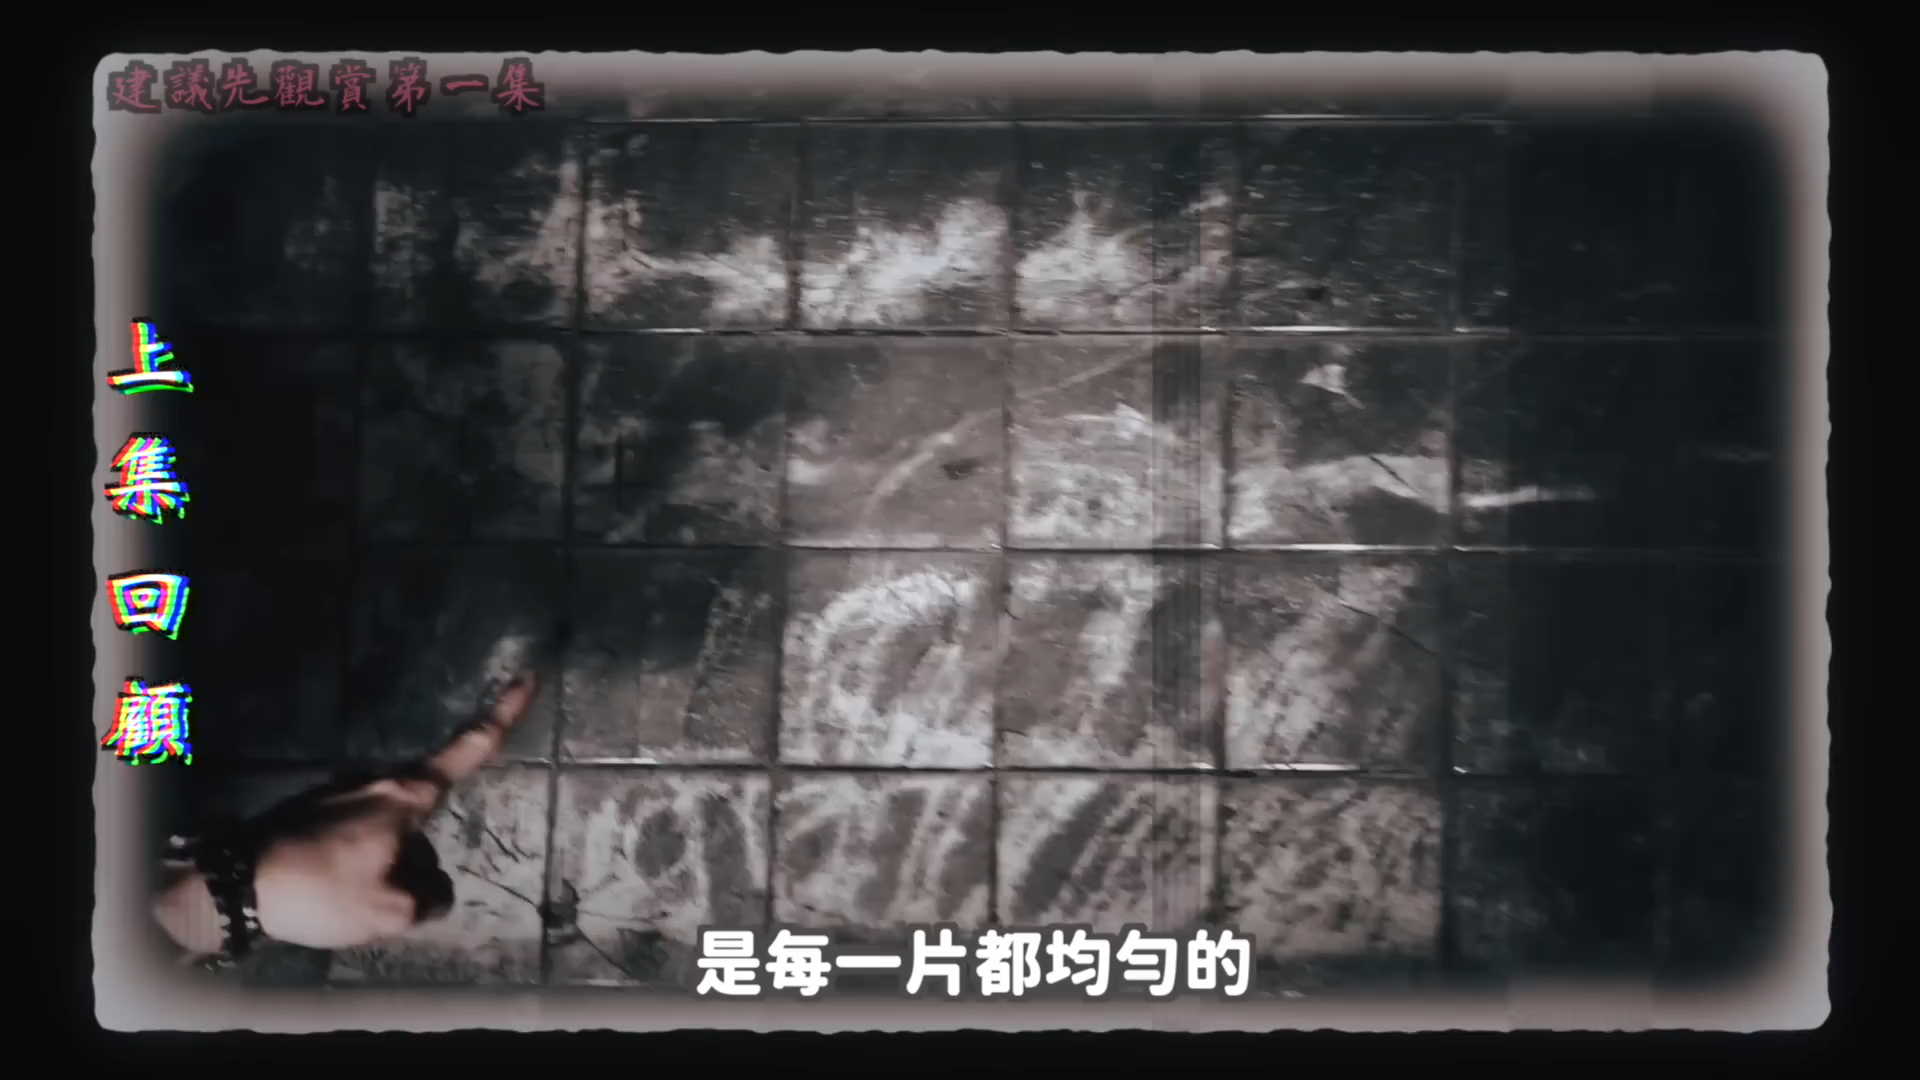 建議先觀賞第一集
上集回顧
是每一片都均勻的